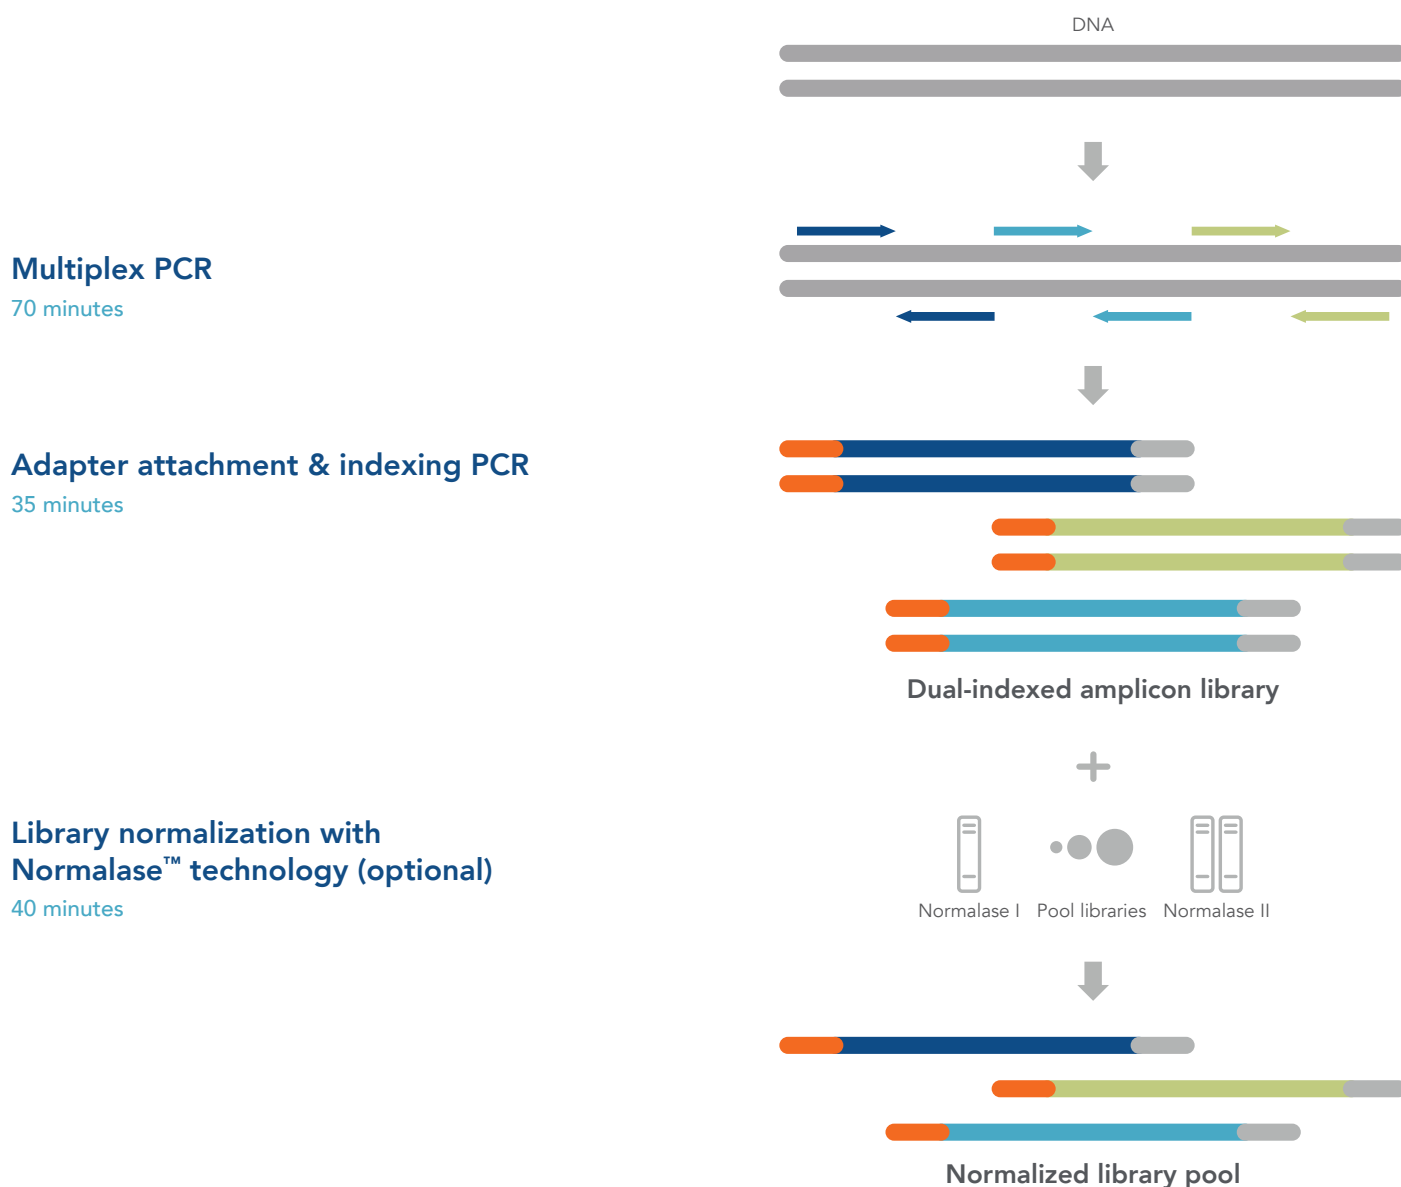 DNA
Multiplex PCR
70 minutes
Adapter attachment & indexing PCR
35 minutes
Dual-indexed amplicon library
Library normalization with
Normalase™ technology (optional)
40 minutes
Normalase I
Pool libraries
Normalase II
Normalized library pool